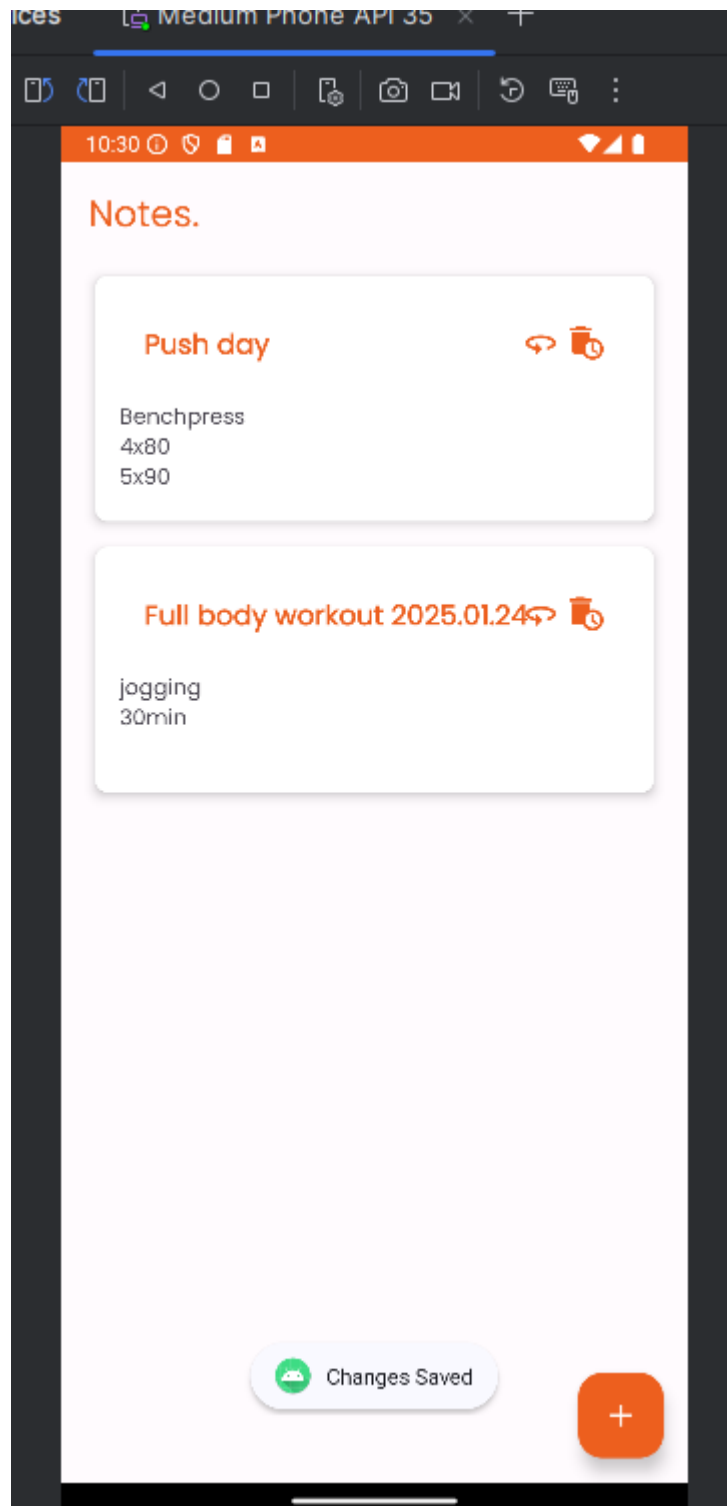 Medium Phone API 35
10:30
Notes.
Push day
Benchpress
4x80
5x90
Full body workout 2025.01.24
jogging
30min
Changes Saved